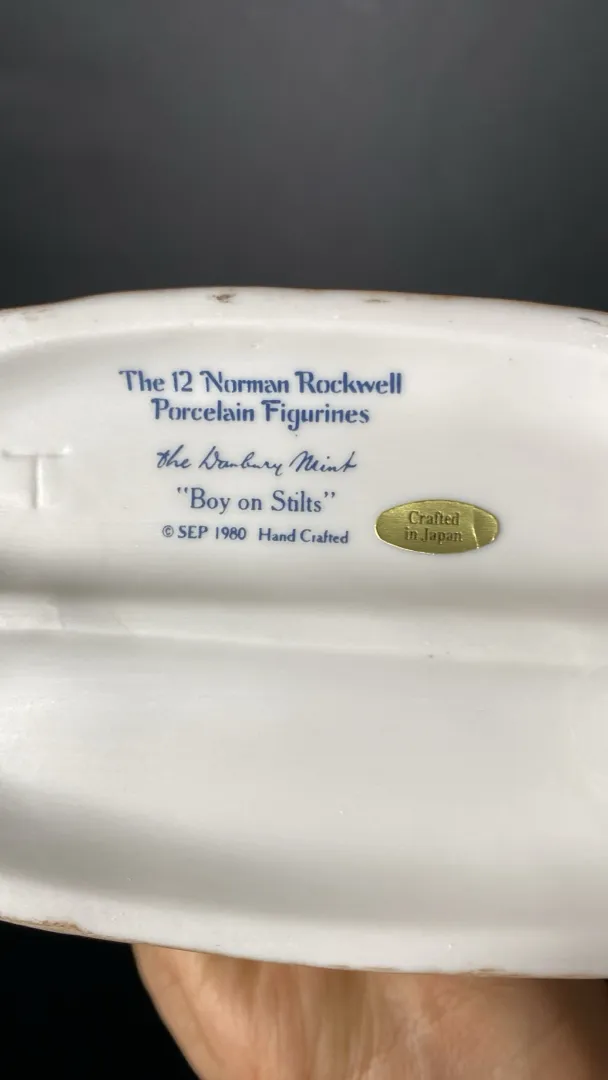 The 12 Norman Rockwell
Porcelain Figurines
the Danbury Mint
"Boy on Stilts"
© SEP 1980 Hand Crafted
Crafted
in Japan
T